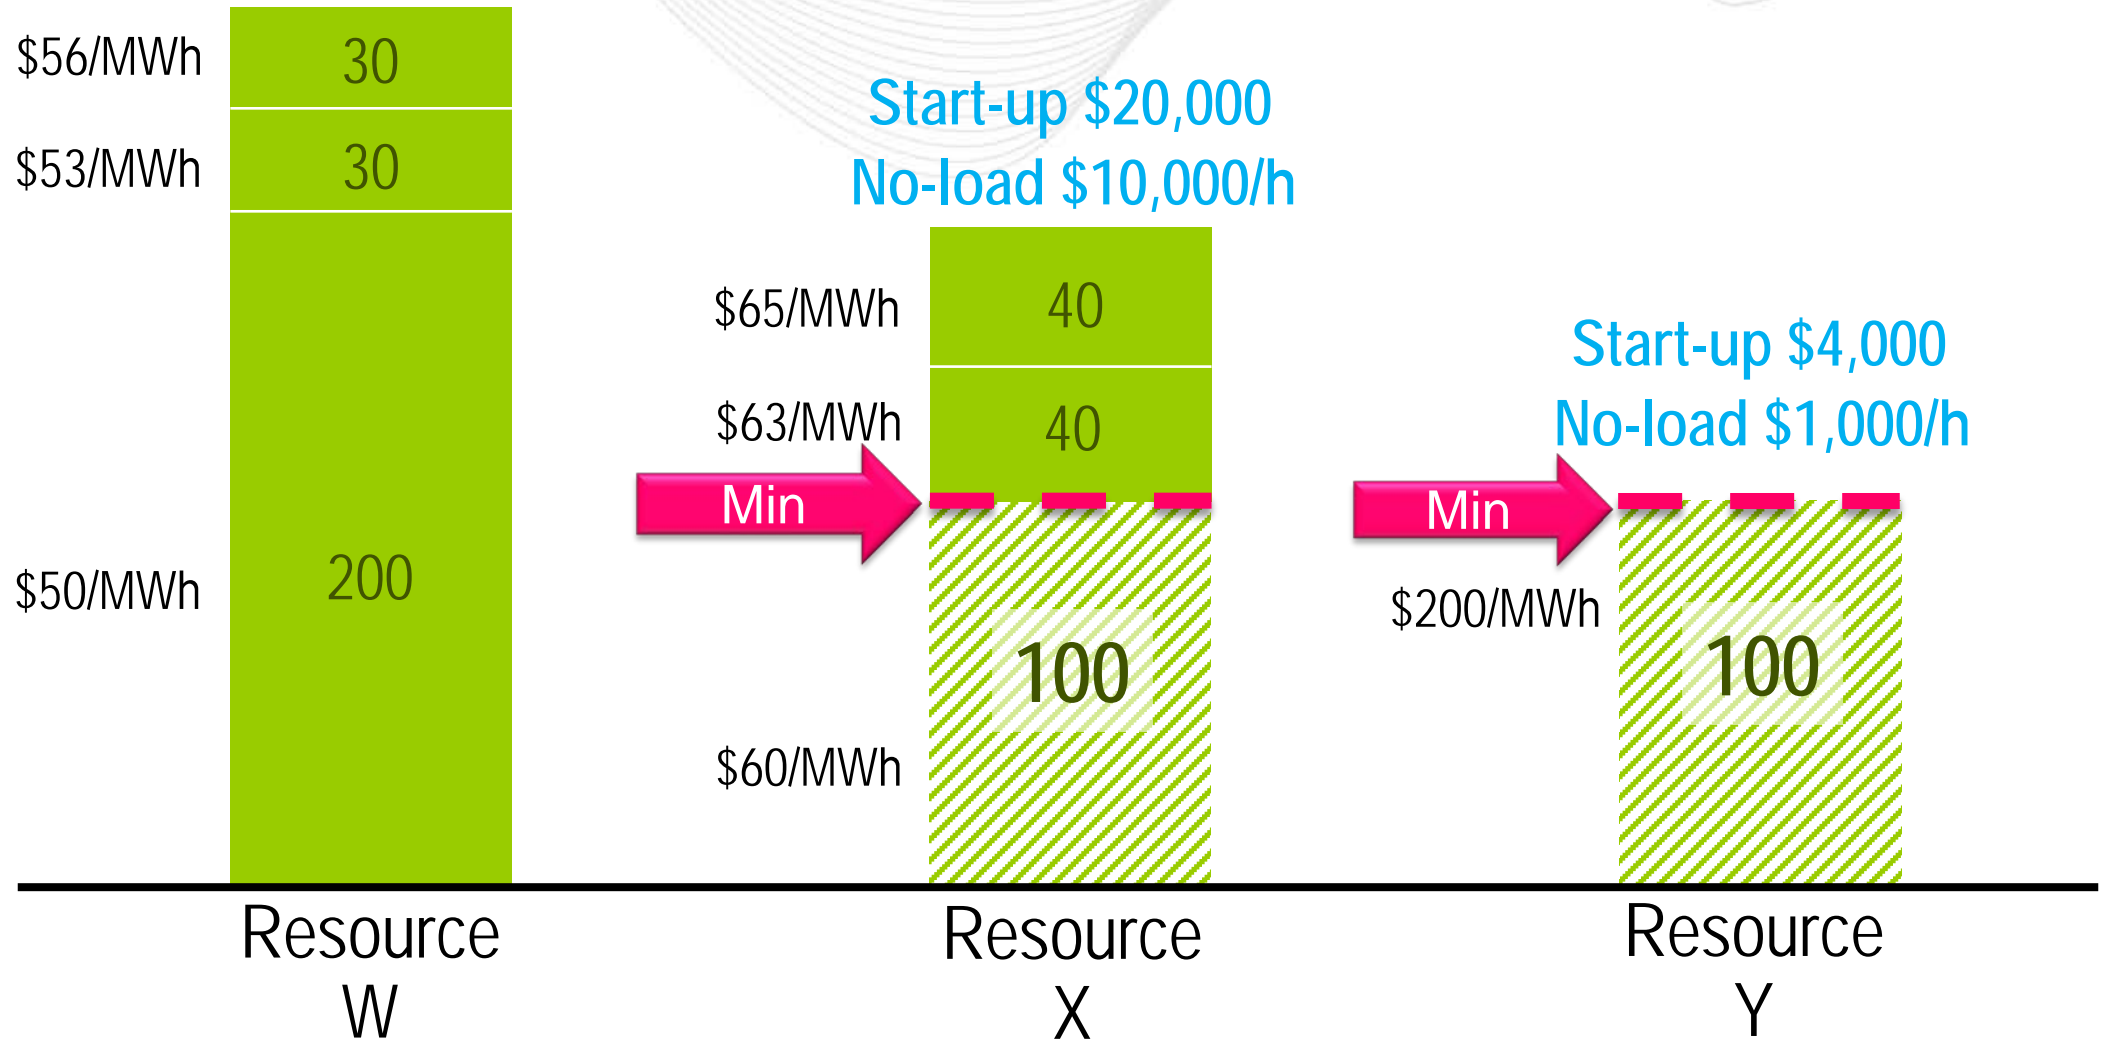 $56/MWh
30
$53/MWh
30
$50/MWh
200
Resource
W
Start-up $20,000
No-load $10,000/h
$65/MWh
40
$63/MWh
40
Min
100
$60/MWh
Resource
X
Start-up $4,000
No-load $1,000/h
Min
$200/MWh
100
Resource
Y